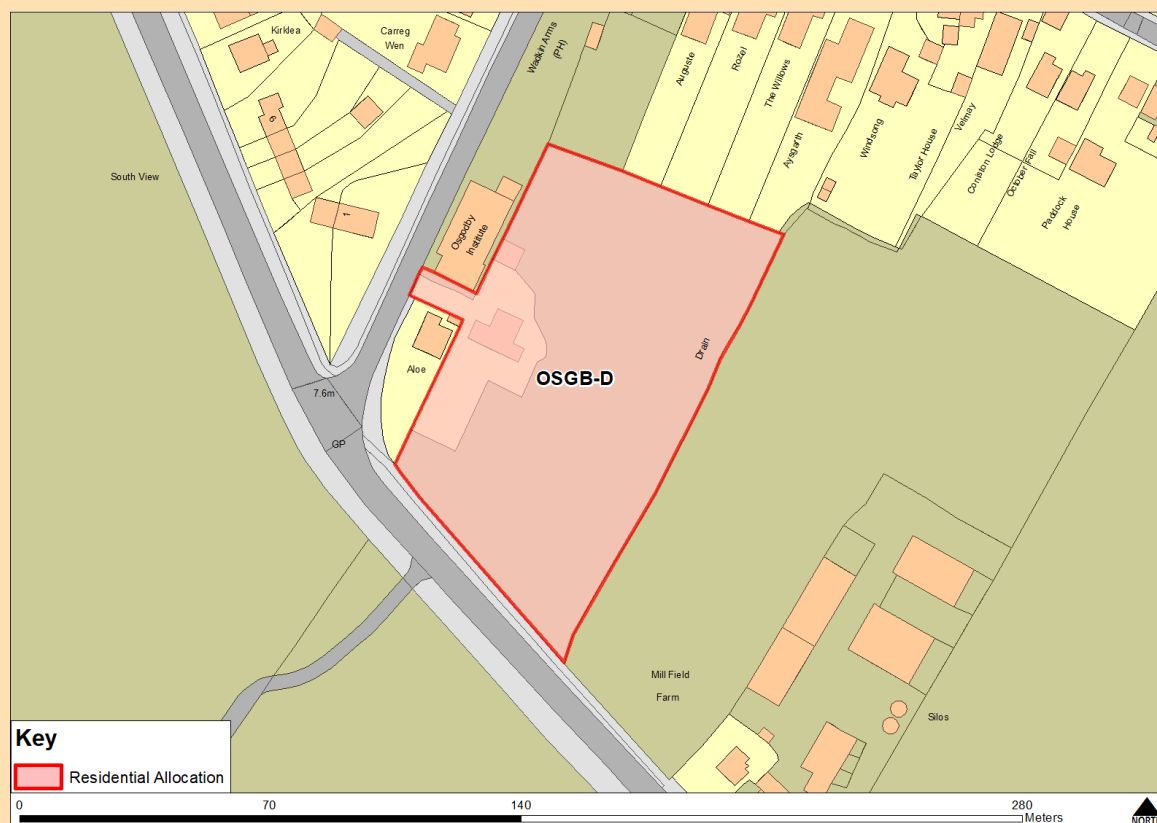 Kirklea
Carreg
Wen
Wadkin Arms
(PH)
Auguste
Rozel
The Willows
Aysgarth
Windsong
Taylor House
Velmay
Coniston Lodge
October Fall
Paddock
House
South View
6
1
Osgodby
Institute
Aloe
7.6m
GP
Drain
OSGB-D
Mill Field
Farm
Silos
Key
Residential Allocation
0
70
140
280
Meters
NORTH